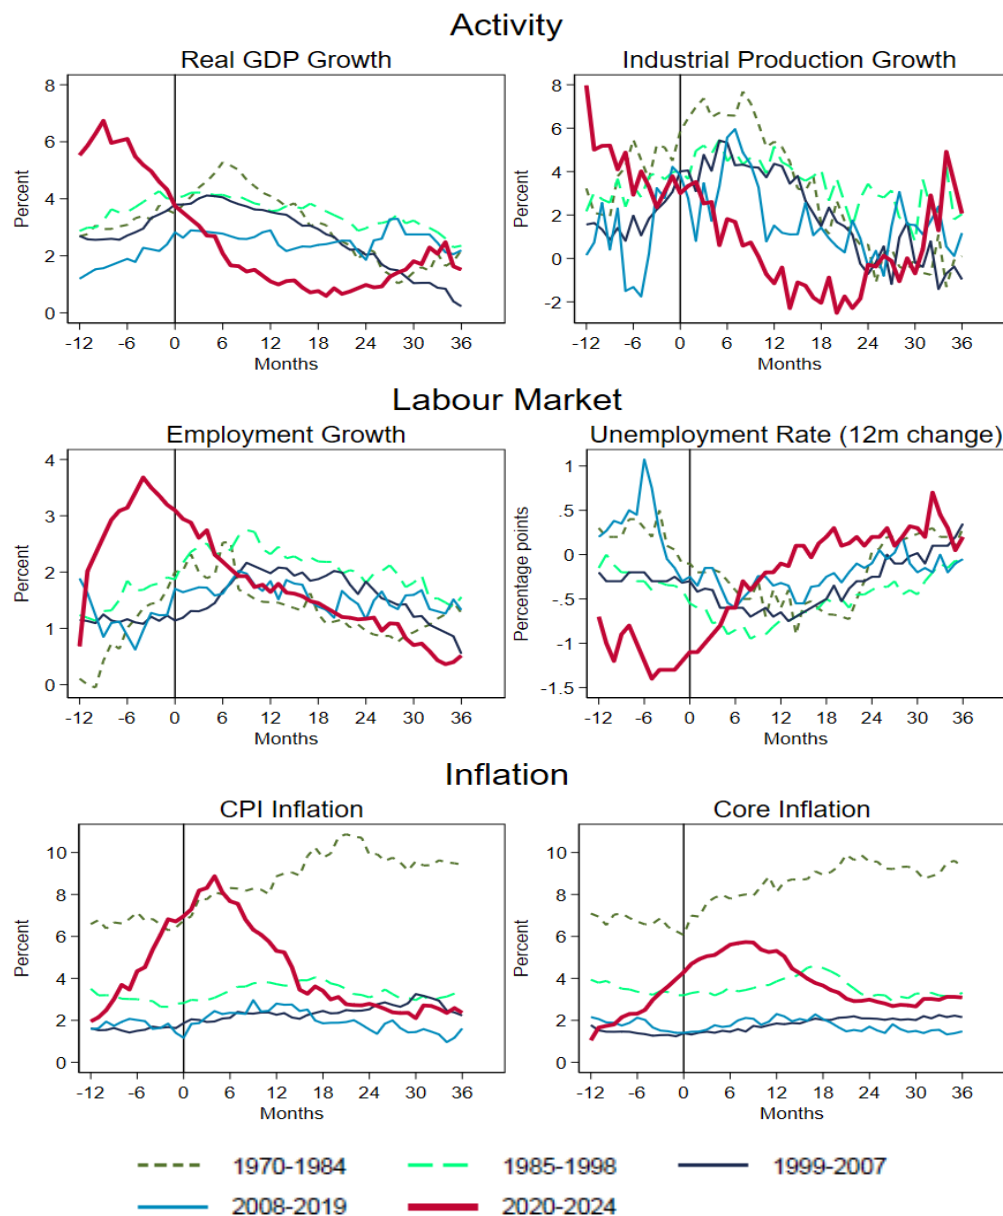 Activity
Real GDP Growth
Industrial Production Growth
Percent
8
6
4
2
0
-12 -6 0 6 12 18 24 30 36
Months
Percent
8
6
4
2
0
-2
-12 -6 0 6 12 18 24 30 36
Months
Labour Market
Employment Growth
Unemployment Rate (12m change)
Percent
4
3
2
1
0
-12 -6 0 6 12 18 24 30 36
Months
Percentage points
1
.5
0
-.5
-1
-1.5
-12 -6 0 6 12 18 24 30 36
Months
Inflation
CPI Inflation
Core Inflation
Percent
10
8
6
4
2
0
-12 -6 0 6 12 18 24 30 36
Months
Percent
10
8
6
4
2
0
-12 -6 0 6 12 18 24 30 36
Months
1970-1984 1985-1998 1999-2007
2008-2019 2020-2024